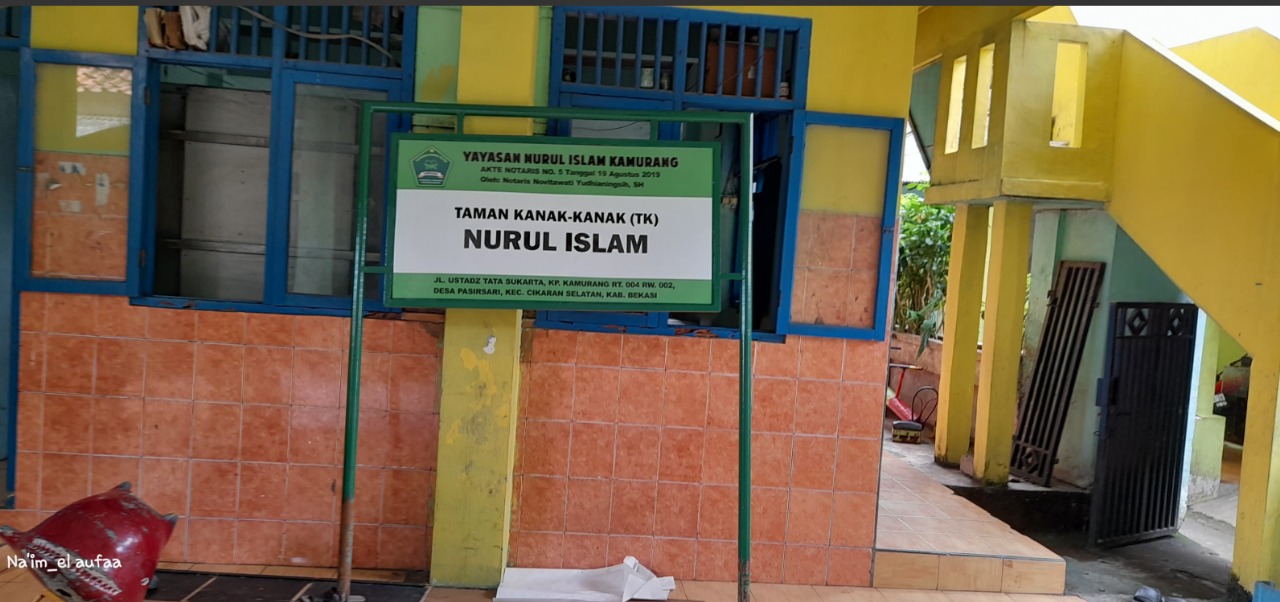 YAYASAN NURUL ISLAM KAMURANG
AKTE NOTARIS NO. 5 Tanggal 19 Agustus 2019
Oleh: Notaris Novitawati Yudisianingsih, SH
TAMAN KANAK-KANAK (TK)
NURUL ISLAM
JL. USTADZ TATA SUKARTA, KP. KAMURANG RT. 004 RW. 002,
DESA PASIRSARI, KEC. CIKARAN SELATAN, KAB. BEKASI
Na'im_el aufaa